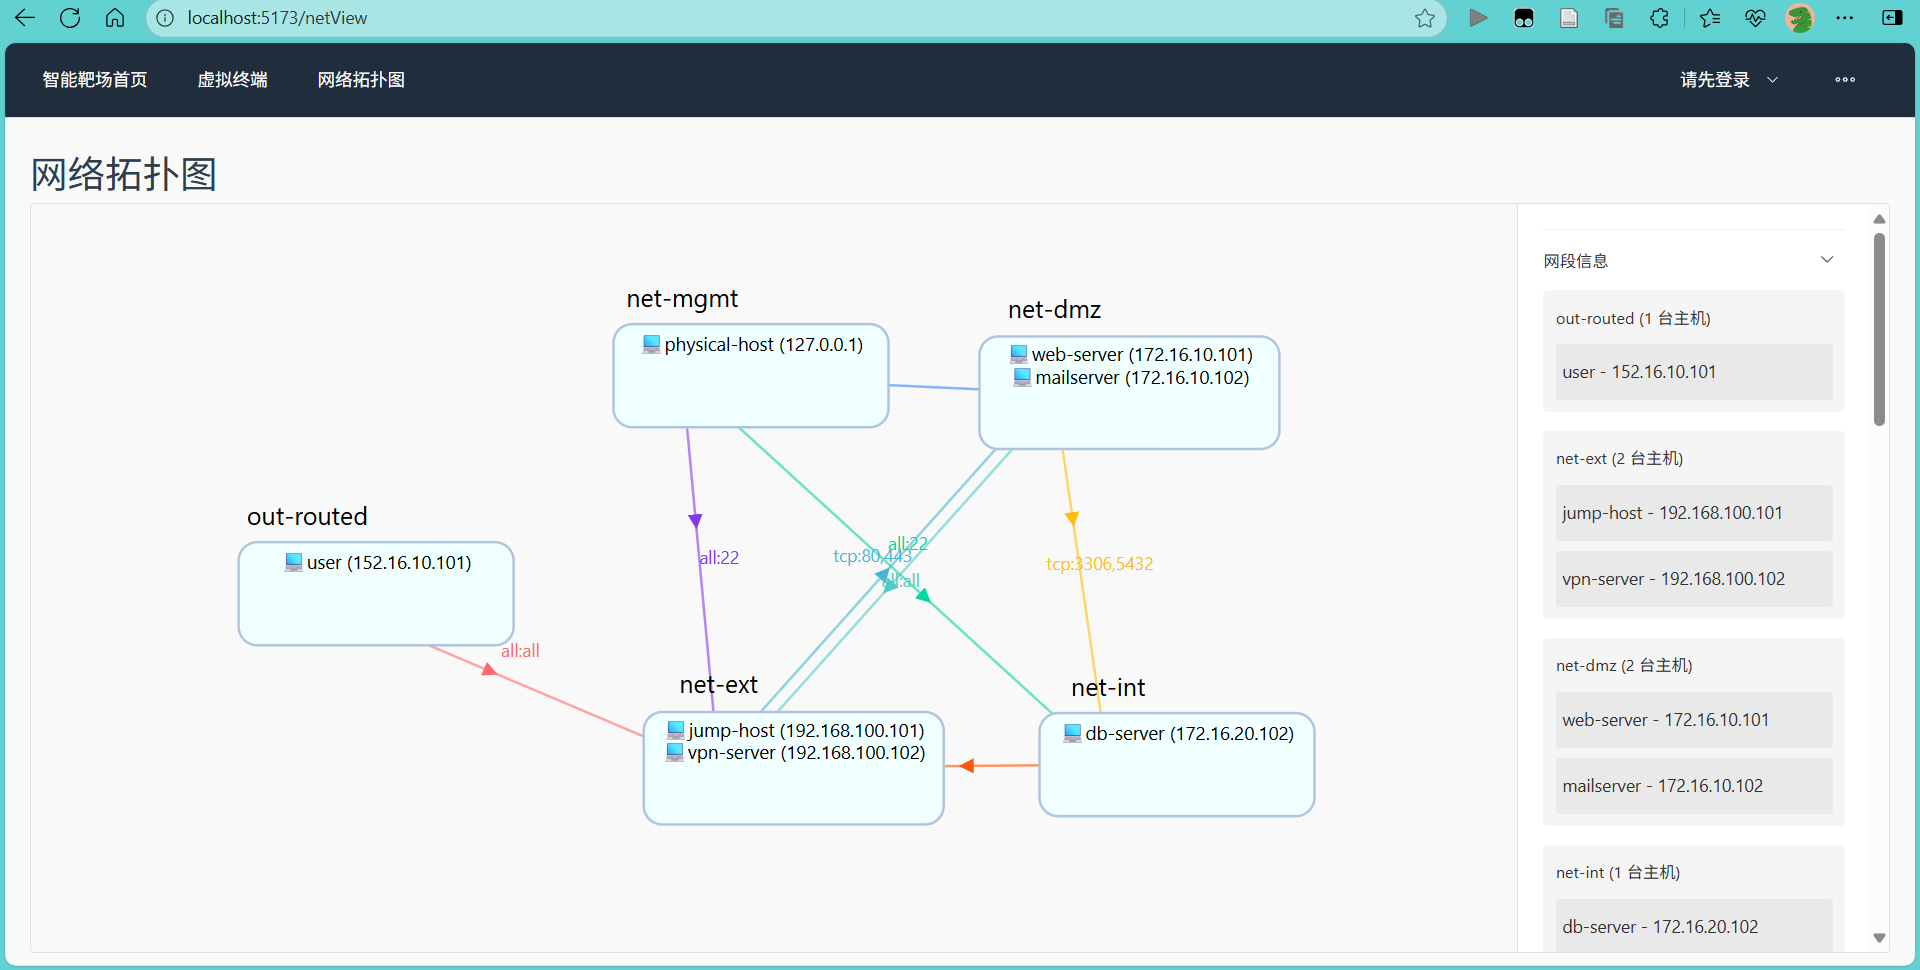 localhost:5173/netView
智能靶场首页
虚拟终端
网络拓扑图
请先登录
网络拓扑图
net-mgmt
physical-host (127.0.0.1)
net-dmz
web-server (172.16.10.101)
mailserver (172.16.10.102)
out-routed
user (152.16.10.101)
all:22
tcp:80,443
all:22
all:all
tcp:3306,5432
all:all
net-ext
jump-host (192.168.100.101)
vpn-server (192.168.100.102)
net-int
db-server (172.16.20.102)
网段信息
out-routed (1 台主机)
user - 152.16.10.101
net-ext (2 台主机)
jump-host - 192.168.100.101
vpn-server - 192.168.100.102
net-dmz (2 台主机)
web-server - 172.16.10.101
mailserver - 172.16.10.102
net-int (1 台主机)
db-server - 172.16.20.102